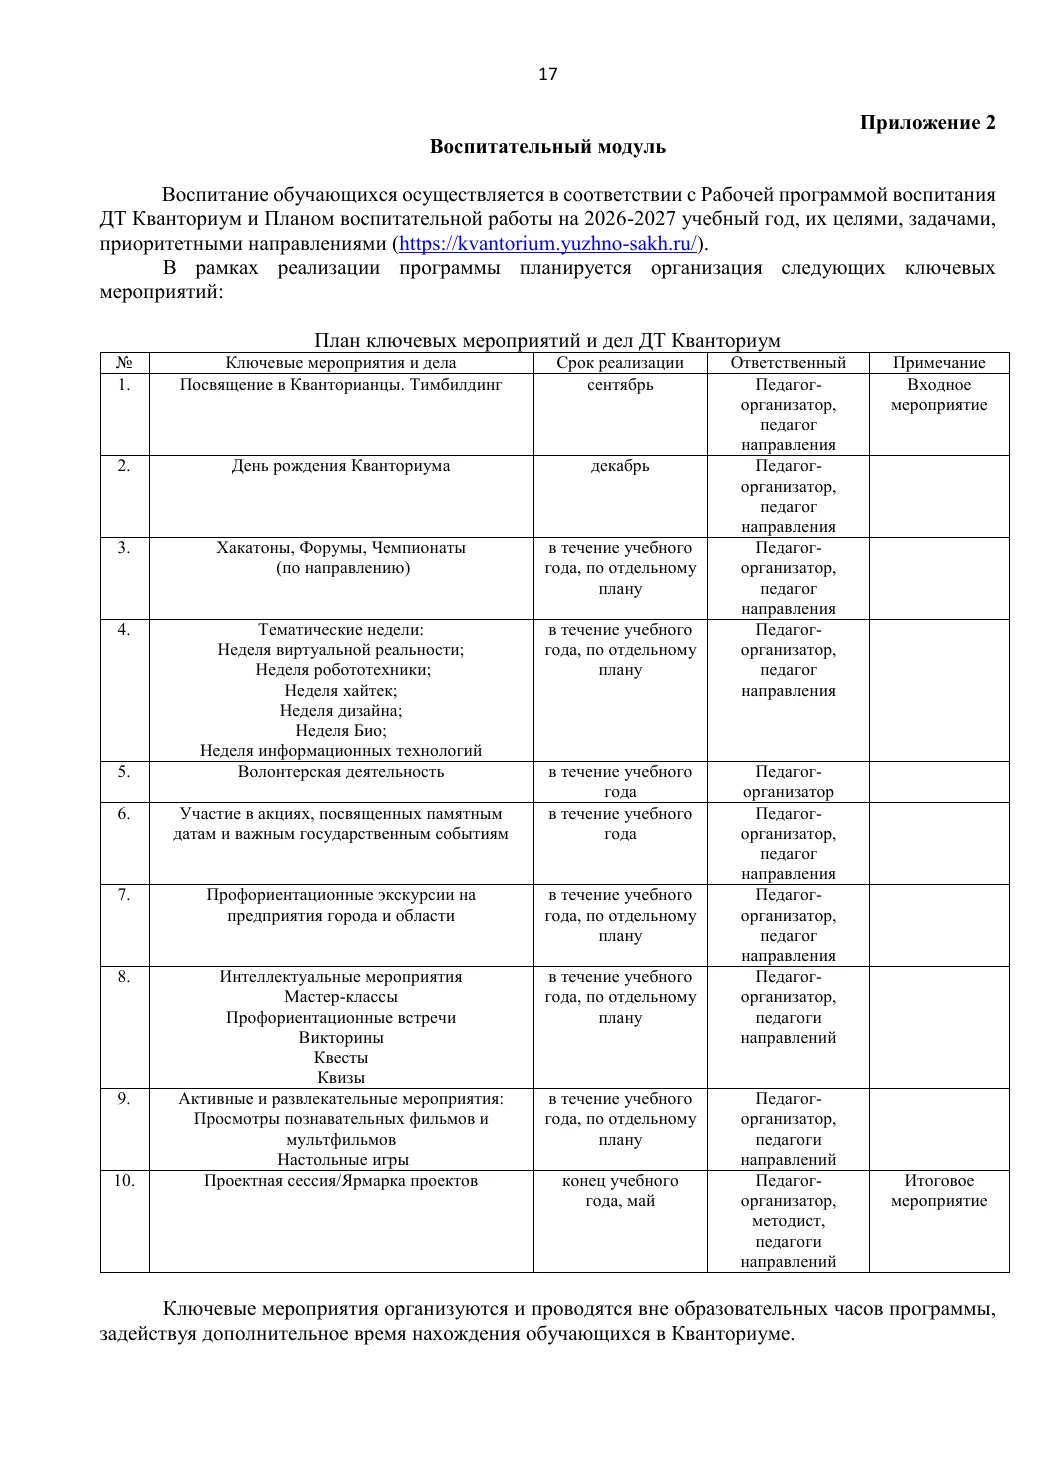 17
Приложение 2
Воспитательный модуль
Воспитание обучающихся осуществляется в соответствии с Рабочей программой воспитания
ДТ Кванториум и Планом воспитательной работы на 2026-2027 учебный год, их целями, задачами,
приоритетными направлениями (https://kvantorium.yuzhno-sakh.ru/).
В рамках реализации программы планируется организация следующих ключевых
мероприятий:
План ключевых мероприятий и дел ДТ Кванториум
№ Ключевые мероприятия и дела Срок реализации Ответственный Примечание
1. Посвящение в Кванторианцы. Тимбилдинг сентябрь Педагог- Входное
организатор, мероприятие
педагог
направления
2. День рождения Кванториума декабрь Педагог-
организатор,
педагог
направления
3. Хакатоны, Форумы, Чемпионаты в течение учебного Педагог-
(по направлению) года, по отдельному организатор,
плану педагог
направления
4. Тематические недели: в течение учебного Педагог-
Неделя виртуальной реальности; года, по отдельному организатор,
Неделя робототехники; плану педагог
Неделя хайтек; направления
Неделя дизайна;
Неделя Био;
Неделя информационных технологий
5. Волонтерская деятельность в течение учебного Педагог-
года организатор
6. Участие в акциях, посвященных памятным в течение учебного Педагог-
датам и важным государственным событиям года организатор,
педагог
направления
7. Профориентационные экскурсии на в течение учебного Педагог-
предприятия города и области года, по отдельному организатор,
плану педагог
направления
8. Интеллектуальные мероприятия в течение учебного Педагог-
Мастер-классы года, по отдельному организатор,
Профориентационные встречи плану педагоги
Викторины направлений
Квесты
Квизы
9. Активные и развлекательные мероприятия: в течение учебного Педагог-
Просмотры познавательных фильмов и года, по отдельному организатор,
мультфильмов плану педагоги
Настольные игры направлений
10. Проектная сессия/Ярмарка проектов конец учебного Педагог- Итоговое
года, май организатор, мероприятие
методист,
педагоги
направлений
Ключевые мероприятия организуются и проводятся вне образовательных часов программы,
задействуя дополнительное время нахождения обучающихся в Кванториуме.